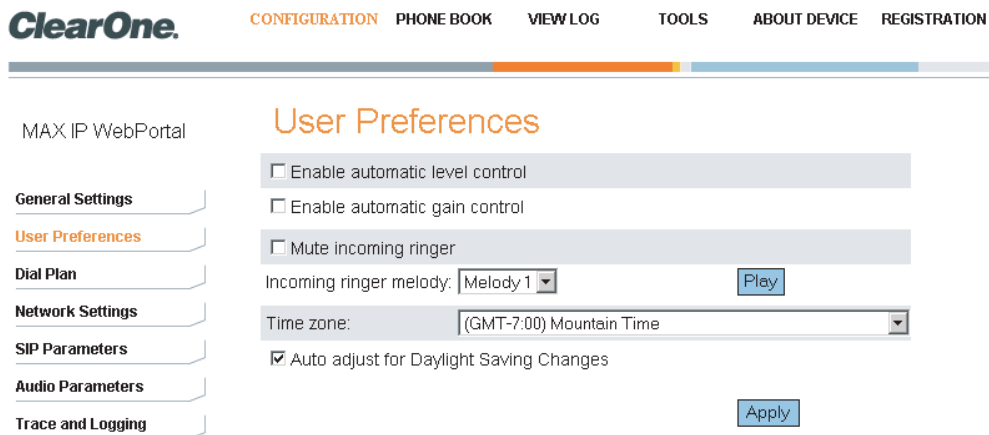 ClearOne.
CONFIGURATION PHONE BOOK VIEW LOG TOOLS ABOUT DEVICE REGISTRATION
MAX IP WebPortal
General Settings
User Preferences
Dial Plan
Network Settings
SIP Parameters
Audio Parameters
Trace and Logging
User Preferences
Enable automatic level control
Enable automatic gain control
Mute incoming ringer
Incoming ringer melody: Melody 1 Play
Time zone: (GMT-7:00) Mountain Time
Auto adjust for Daylight Saving Changes
Apply